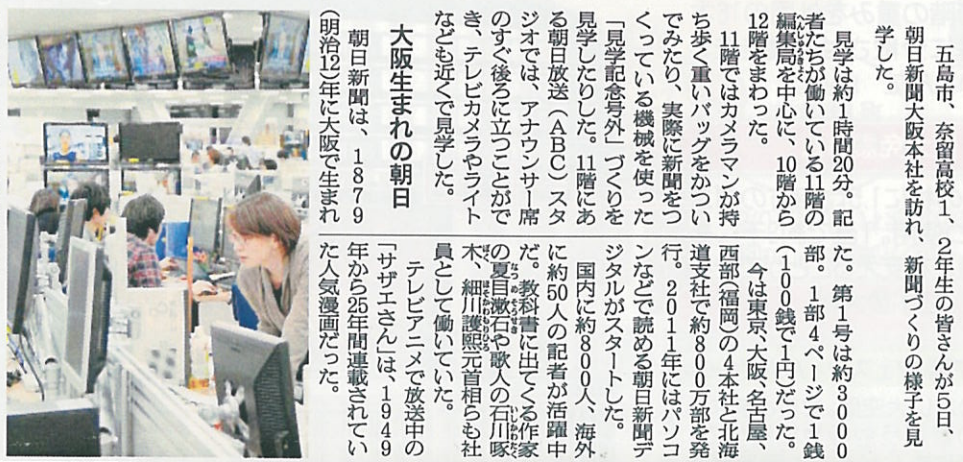 五島市、奈留高校1、2年生の皆さんが5日、
朝日新聞大阪本社を訪れ、新聞づくりの様子を見
学した。
見学は約1時間20分。記
者たちが働いている11階の
編集局を中心に、10階から
12階をまわった。
11階ではカメラマンが持
ち歩く重いバッグをかつい
でみたり、実際に新聞をつ
くっている機械を使った
「見学記念号外」づくりを
見学したりした。11階にあ
る朝日放送(ABC)スタ
ジオでは、アナウンサー席
のすぐ後ろに立つことがで
き、テレビカメラやライト
なども近くで見学した。
大阪生まれの朝日
朝日新聞は、1879
(明治12)年に大阪で生まれ
た。第1号は約3000
部。1部4ページで1銭
(100銭で1円)だった。
今は東京、大阪、名古屋、
西部(福岡)の4本社と北海
道支社で約800万部を発
行。2011年にはパソコ
ンなどで読める朝日新聞デ
ジタルがスタートした。
国内に約800人、海外
に約50人の記者が活躍中
だ。教科書に出てくる作家
の夏目漱石や歌人の石川啄
木、細川護熙元首相らも社
員として働いていた。
テレビアニメで放送中の
「サザエさん」は、1949
年から25年間連載されてい
た人気漫画だった。